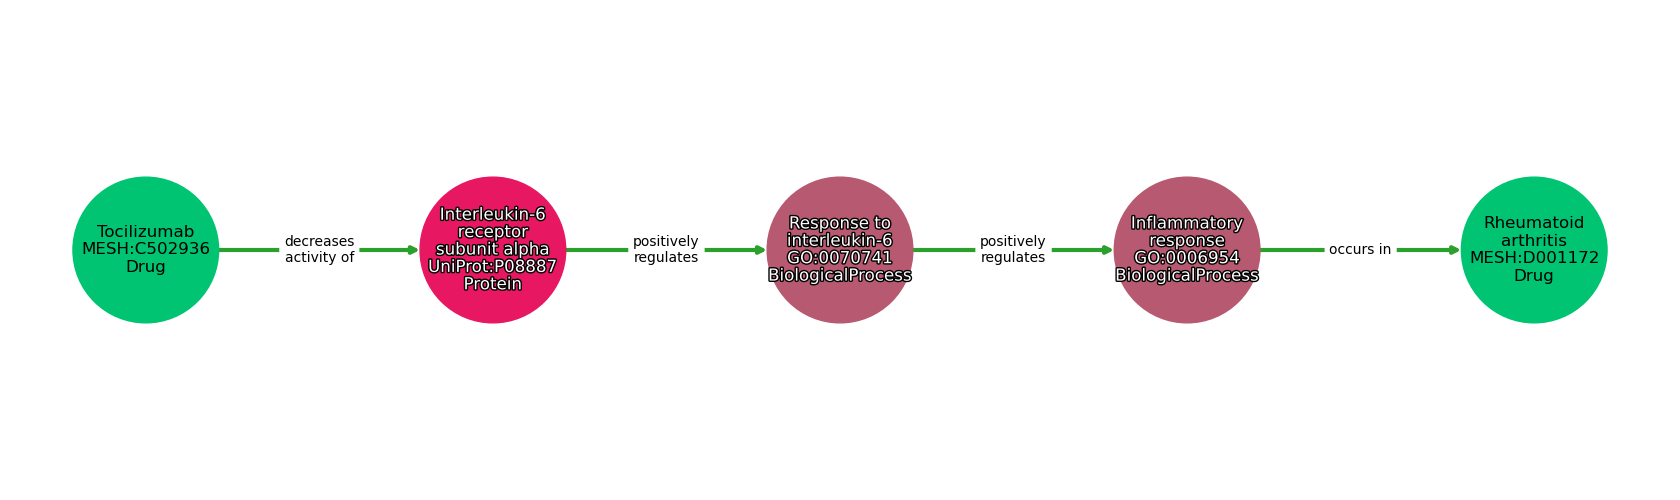 Tocilizumab
MESH:C502936
Drug
decreases
activity of
Interleukin-6
receptor
subunit alpha
UniProt:P08887
Protein
positively
regulates
Response to
interleukin-6
GO:0070741
BiologicalProcess
positively
regulates
Inflammatory
response
GO:0006954
BiologicalProcess
occurs in
Rheumatoid
arthritis
MESH:D001172
Drug